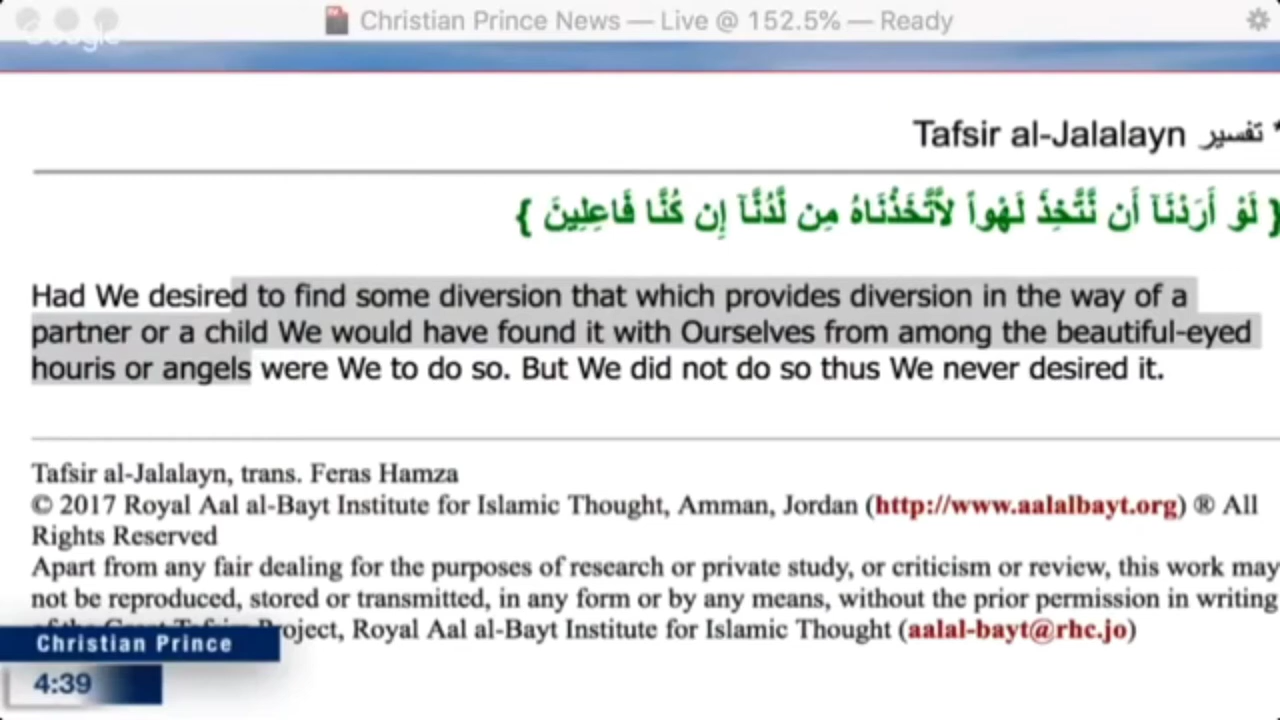 Christian Prince News — Live @ 152.5% — Ready
Google
Tafsir al-Jalalayn تفسير
{ لَوْ أَرَدْنَآ أَن نَّتَّخِذَ لَهْواً لاَّتَّخَذْنَاهُ مِن لَّدُنَّآ إِن كُنَّا فَاعِلِينَ }
Had We desired to find some diversion that which provides diversion in the way of a
partner or a child We would have found it with Ourselves from among the beautiful-eyed
houris or angels were We to do so. But We did not do so thus We never desired it.
Tafsir al-Jalalayn, trans. Feras Hamza
© 2017 Royal Aal al-Bayt Institute for Islamic Thought, Amman, Jordan (http://www.aalalbayt.org) ® All
Rights Reserved
Apart from any fair dealing for the purposes of research or private study, or criticism or review, this work may
not be reproduced, stored or transmitted, in any form or by any means, without the prior permission in writing
Project, Royal Aal al-Bayt Institute for Islamic Thought (aalal-bayt@rhc.jo)
Christian Prince
4:39